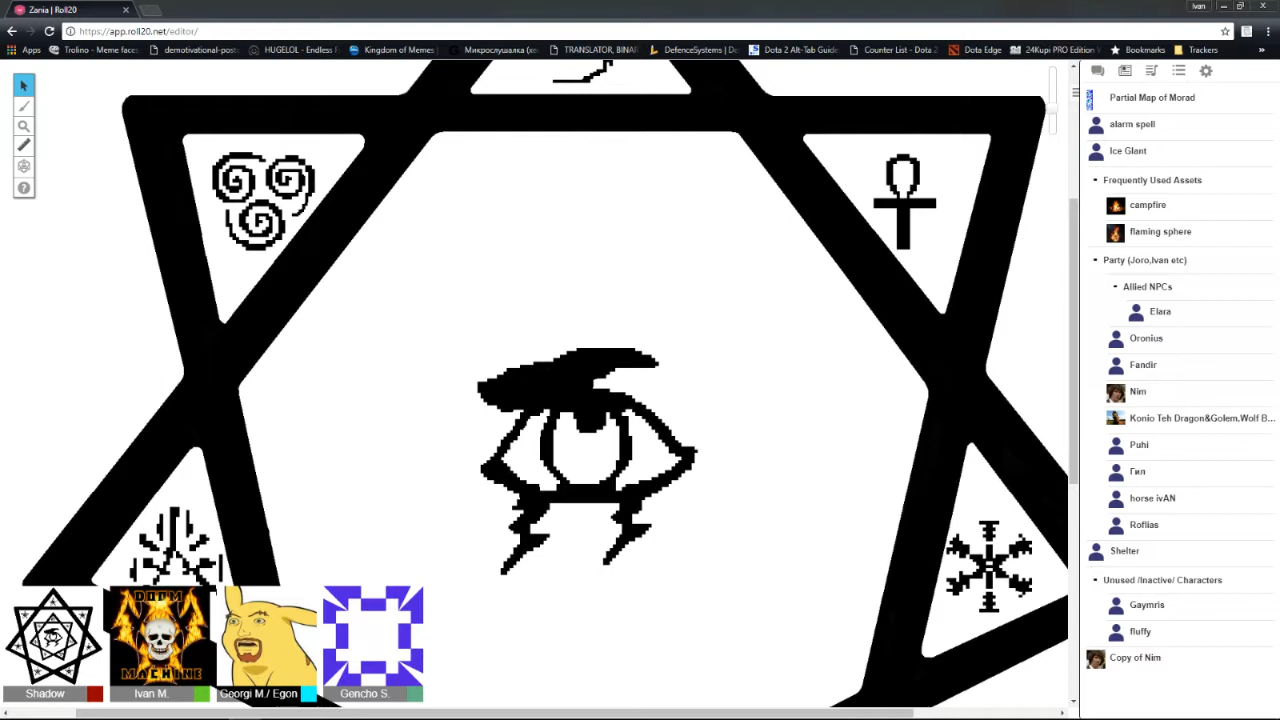 Zania | Roll20
Ivan
https://app.roll20.net/editor/
Apps
Trolino - Meme faces
demotivational-poste
HUGELOL - Endless F
Kingdom of Memes |
TRANSLATOR, BINAR
DefenceSystems | De
Dota 2 Alt-Tab Guide
Counter List - Dota 2
Dota Edge
24Kupi PRO Edition V
Bookmarks
Trackers
Partial Map of Morad
alarm spell
Ice Glant
Frequently Used Assets
campfire
flaming sphere
Party (Joro,Ivan etc)
Allied NPCs
Elara
Oronius
Fandir
Nim
Konio Teh Dragon&Golem,Wolf B...
Puhi
Гил
horse ivAN
Roflias
Shelter
Unused /Inactive/ Characters
Gaymris
fluffy
Copy of Nim
DOOM
MACHINE
Shadow
Ivan M.
Georgi M / Egon
Gencho S.